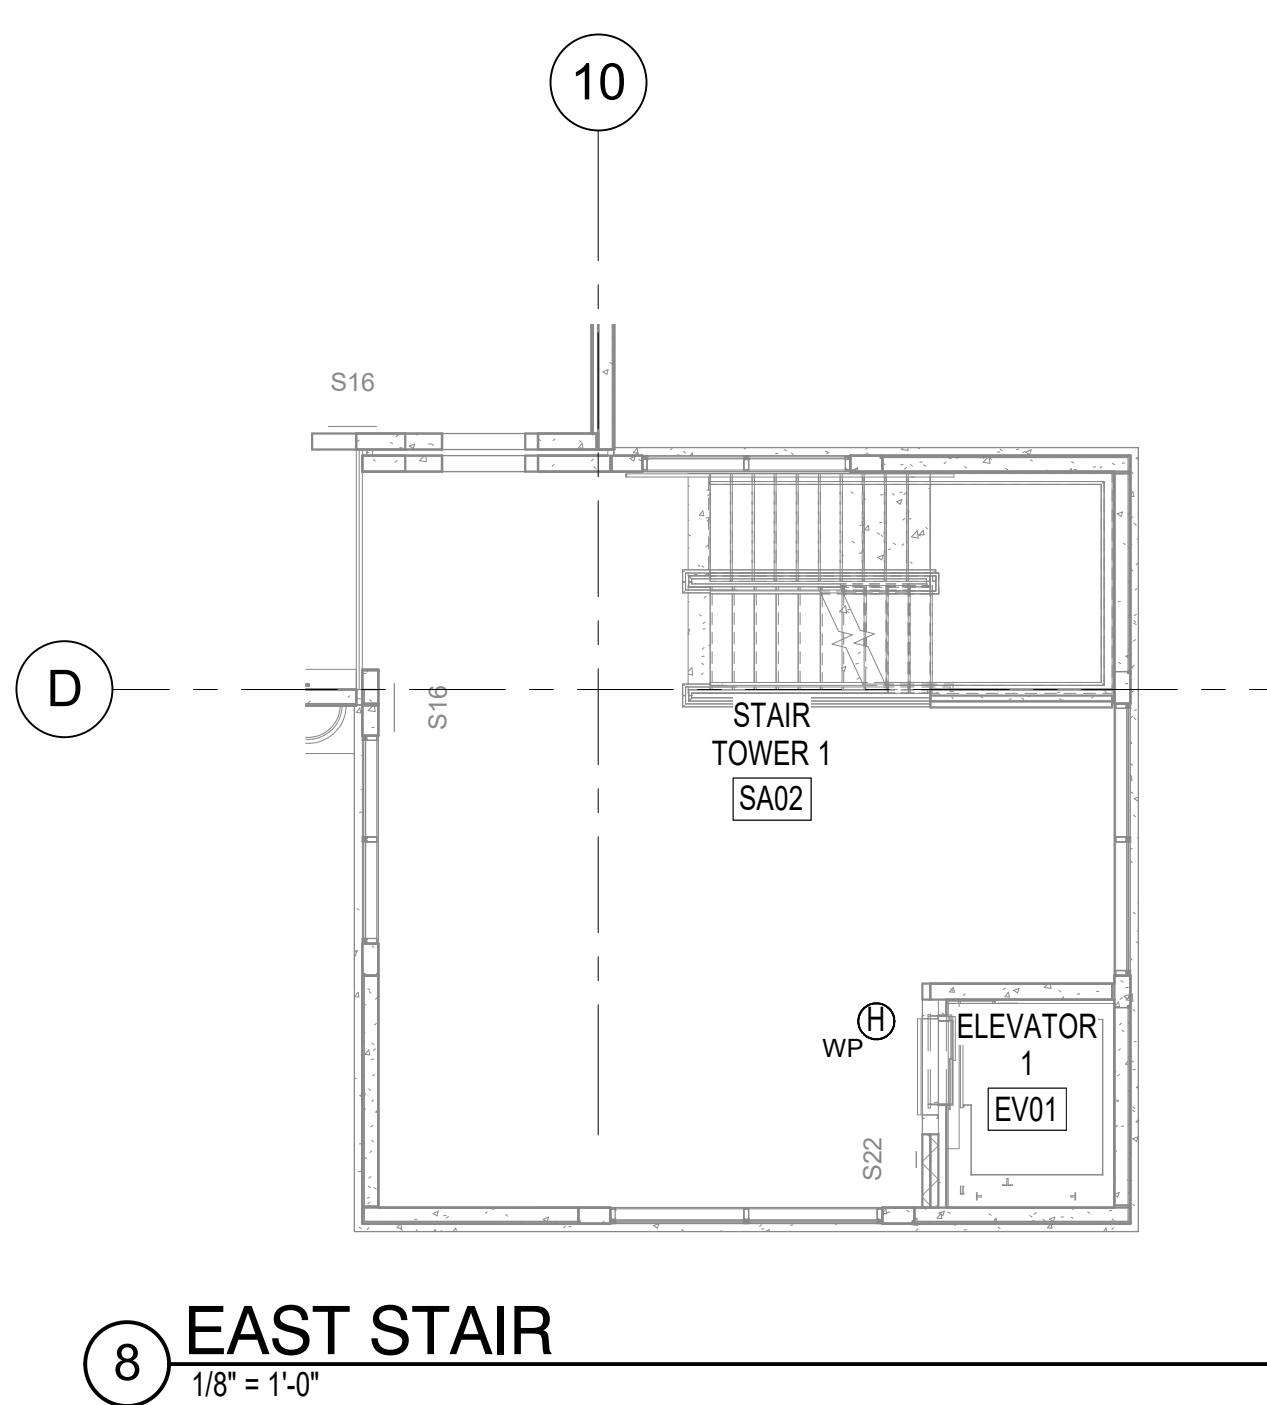 10
S16
D
S16
STAIR
TOWER 1
SA02
H
WP
ELEVATOR
1
EV01
S22
8
EAST STAIR
1/8" = 1'-0"